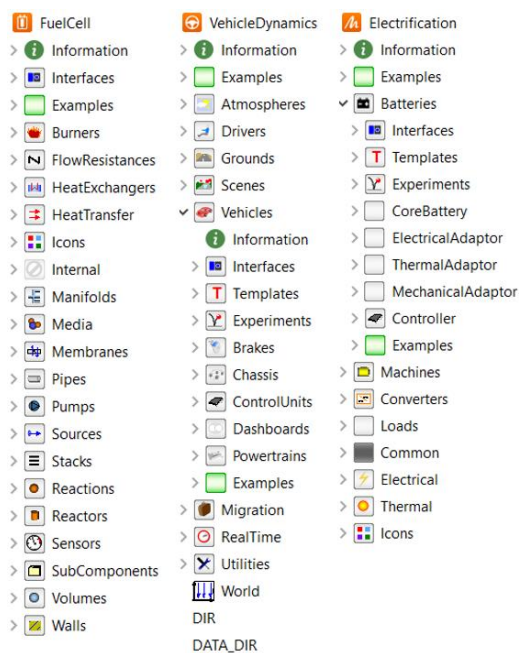 FuelCell
Information
Interfaces
Examples
Burners
FlowResistances
HeatExchangers
HeatTransfer
Icons
Internal
Manifolds
Media
Membranes
Pipes
Pumps
Sources
Stacks
Reactions
Reactors
Sensors
SubComponents
Volumes
Walls
VehicleDynamics
Information
Examples
Atmospheres
Drivers
Grounds
Scenes
Vehicles
Information
Interfaces
Templates
Experiments
Brakes
Chassis
ControlUnits
Dashboards
Powertrains
Examples
Migration
RealTime
Utilities
World
DIR
DATA_DIR
Electrification
Information
Examples
Batteries
Interfaces
Templates
Experiments
CoreBattery
ElectricalAdaptor
ThermalAdaptor
MechanicalAdaptor
Controller
Examples
Machines
Converters
Loads
Common
Electrical
Thermal
Icons